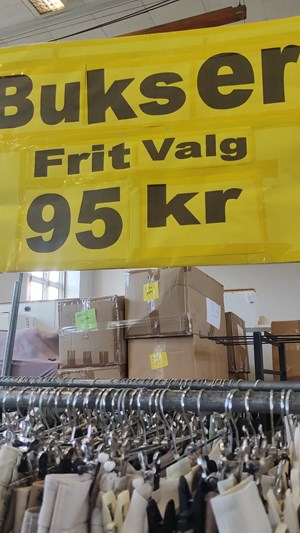 Bukser
Frit Valg
95 kr